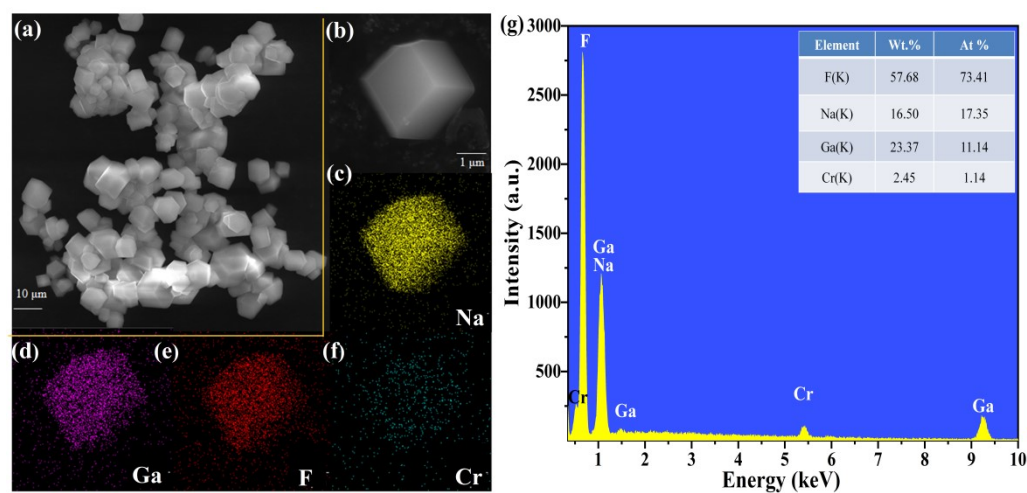 (a)
10 μm
(b)
1 μm
(c)
Na
(d)
Ga
(e)
F
(f)
Cr
(g)
3000
2500
2000
1500
1000
500
Intensity (a.u.)
F
Ga
Na
Cr
Ga
Cr
Ga
1 2 3 4 5 6 7 8 9 10
Energy (keV)
Element Wt.% At %
F(K) 57.68 73.41
Na(K) 16.50 17.35
Ga(K) 23.37 11.14
Cr(K) 2.45 1.14